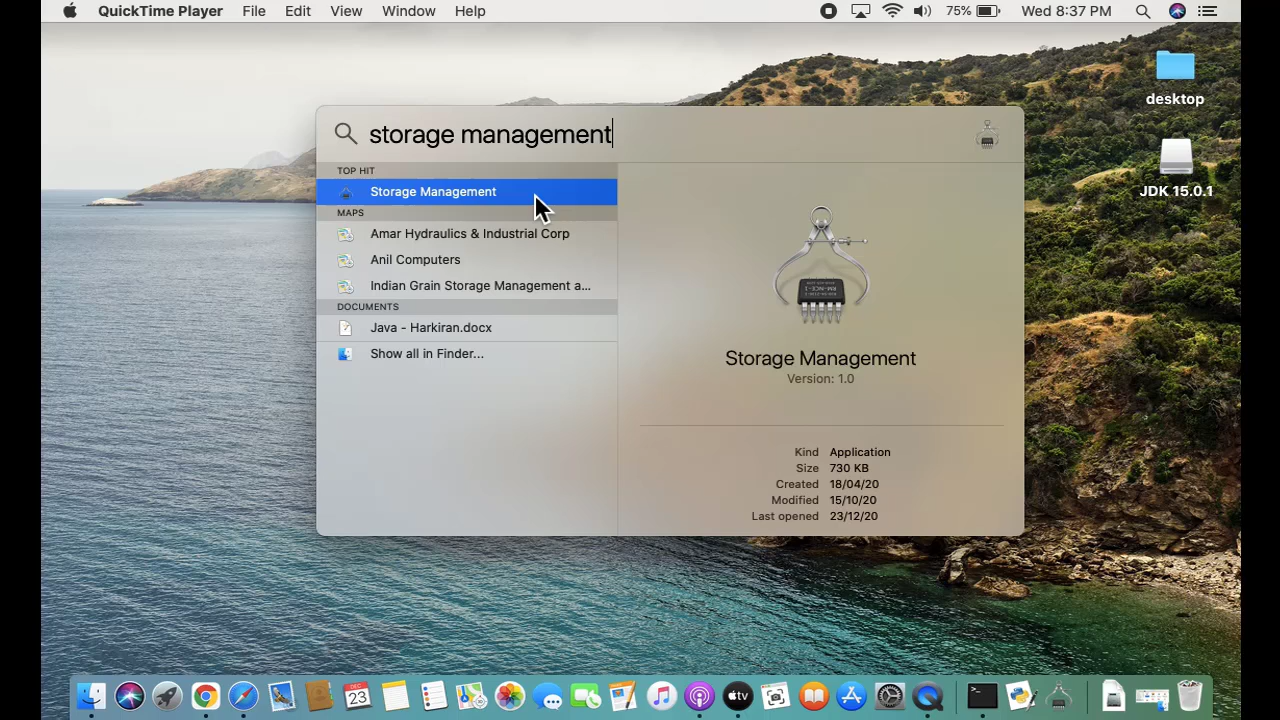 QuickTime Player File Edit View Window Help 75% Wed 8:37 PM
desktop
JDK 15.0.1
storage management
TOP HIT
Storage Management
MAPS
Amar Hydraulics & Industrial Corp
Anil Computers
Indian Grain Storage Management a...
DOCUMENTS
Java - Harkiran.docx
Show all in Finder...
Storage Management
Version: 1.0
Kind Application
Size 730 KB
Created 18/04/20
Modified 15/10/20
Last opened 23/12/20
DEC
23
tv